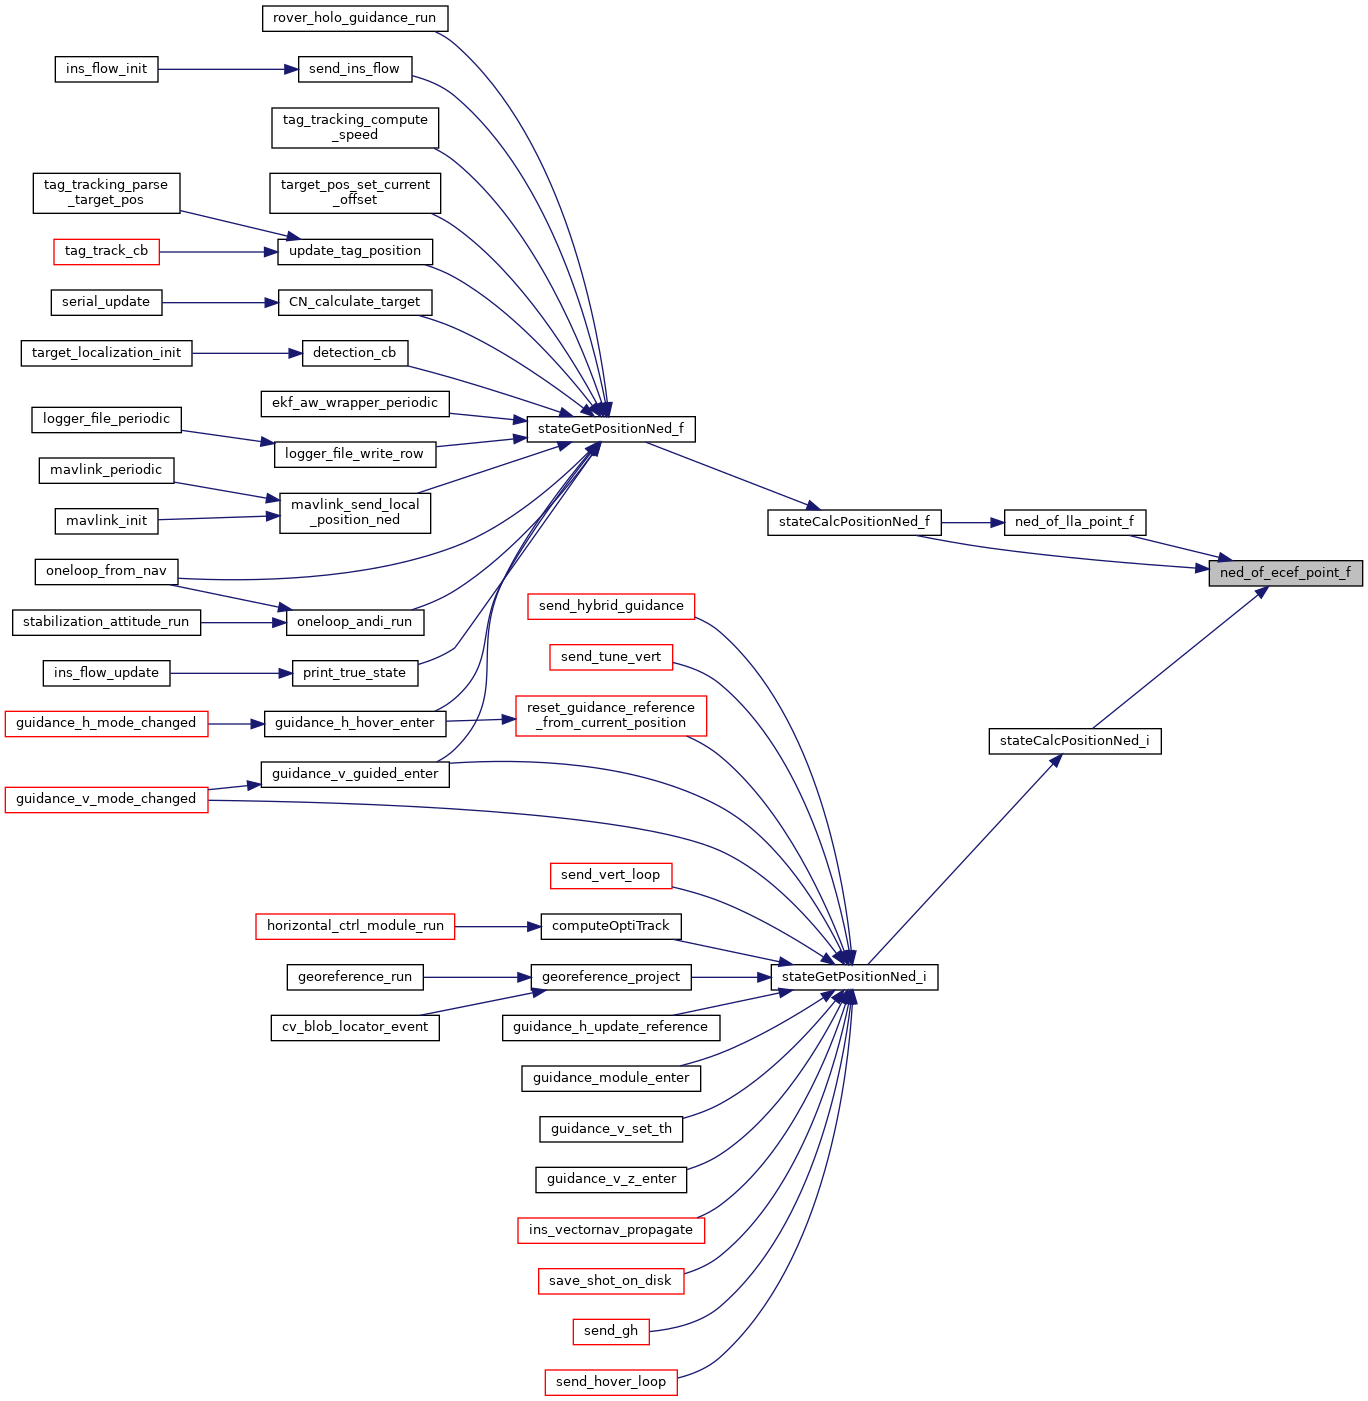 rover_holo_guidance_run
ins_flow_init
send_ins_flow
tag_tracking_compute
_speed
tag_tracking_parse
_target_pos
target_pos_set_current
_offset
tag_track_cb
update_tag_position
serial_update
CN_calculate_target
target_localization_init
detection_cb
ekf_aw_wrapper_periodic
logger_file_periodic
stateGetPositionNed_f
logger_file_write_row
mavlink_periodic
mavlink_send_local
_position_ned
mavlink_init
stateCalcPositionNed_f
ned_of_lla_point_f
oneloop_from_nav
ned_of_ecef_point_f
send_hybrid_guidance
stabilization_attitude_run
oneloop_andi_run
send_tune_vert
ins_flow_update
print_true_state
guidance_h_mode_changed
guidance_h_hover_enter
reset_guidance_reference
_from_current_position
stateCalcPositionNed_i
guidance_v_guided_enter
guidance_v_mode_changed
send_vert_loop
horizontal_ctrl_module_run
computeOptiTrack
georeference_run
georeference_project
stateGetPositionNed_i
cv_blob_locator_event
guidance_h_update_reference
guidance_module_enter
guidance_v_set_th
guidance_v_z_enter
ins_vectornav_propagate
save_shot_on_disk
send_gh
send_hover_loop